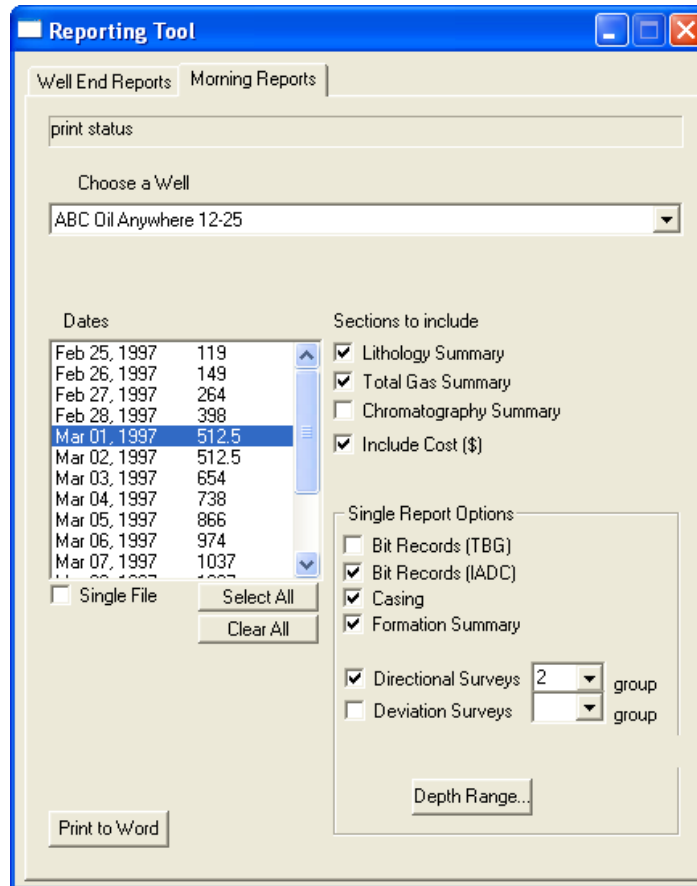 Reporting Tool
Well End Reports Morning Reports
print status
Choose a Well
ABC Oil Anywhere 12-25
Dates
Feb 25, 1997 119
Feb 26, 1997 149
Feb 27, 1997 264
Feb 28, 1997 398
Mar 01, 1997 512.5
Mar 02, 1997 512.5
Mar 03, 1997 654
Mar 04, 1997 738
Mar 05, 1997 866
Mar 06, 1997 974
Mar 07, 1997 1037
Single File
Select All
Clear All
Sections to include
Lithology Summary
Total Gas Summary
Chromatography Summary
Include Cost ($)
Single Report Options
Bit Records (TBG)
Bit Records (IADC)
Casing
Formation Summary
Directional Surveys 2 group
Deviation Surveys group
Depth Range...
Print to Word